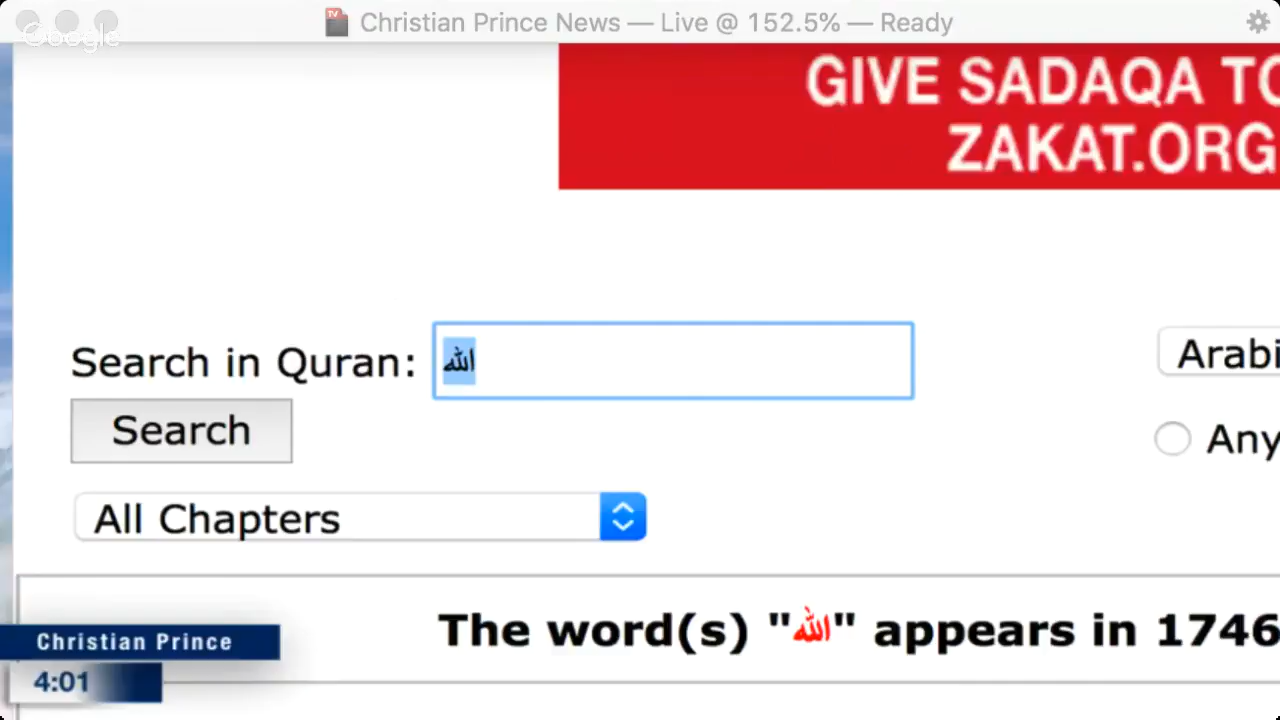 Christian Prince News — Live @ 152.5% — Ready
Google
GIVE SADAQA TO
ZAKAT.ORG
Search in Quran: الله
Arabi
Search
Any
All Chapters
The word(s) "الله" appears in 1746
Christian Prince
4:01